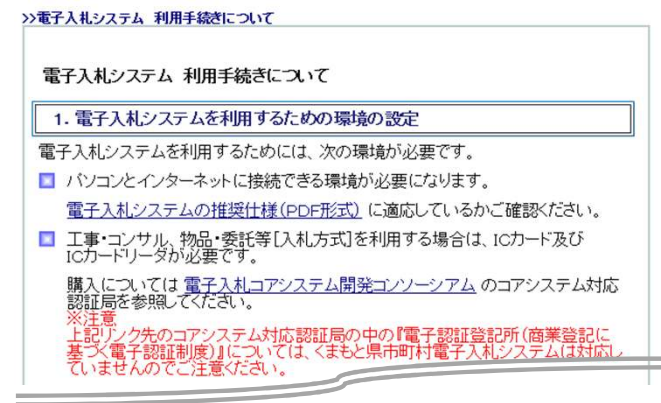 >>電子入札システム 利用手続きについて
電子入札システム 利用手続きについて
1. 電子入札システムを利用するための環境の設定
電子入札システムを利用するためには、次の環境が必要です。
パソコンとインターネットに接続できる環境が必要になります。
電子入札システムの推奨仕様(PDF形式) に適応しているかご確認ください。
工事・コンサル、物品・委託等[入札方式]を利用する場合は、ICカード及び
ICカードリーダが必要です。
購入については 電子入札コアシステム開発コンソーシアム のコアシステム対応
認証局を参照してください。
※注意
上記リンク先のコアシステム対応認証局の中の『電子認証登記所(商業登記に
基づく電子認証制度)』については、くまもと県市町村電子入札システムは対応し
ていませんのでご注意ください。